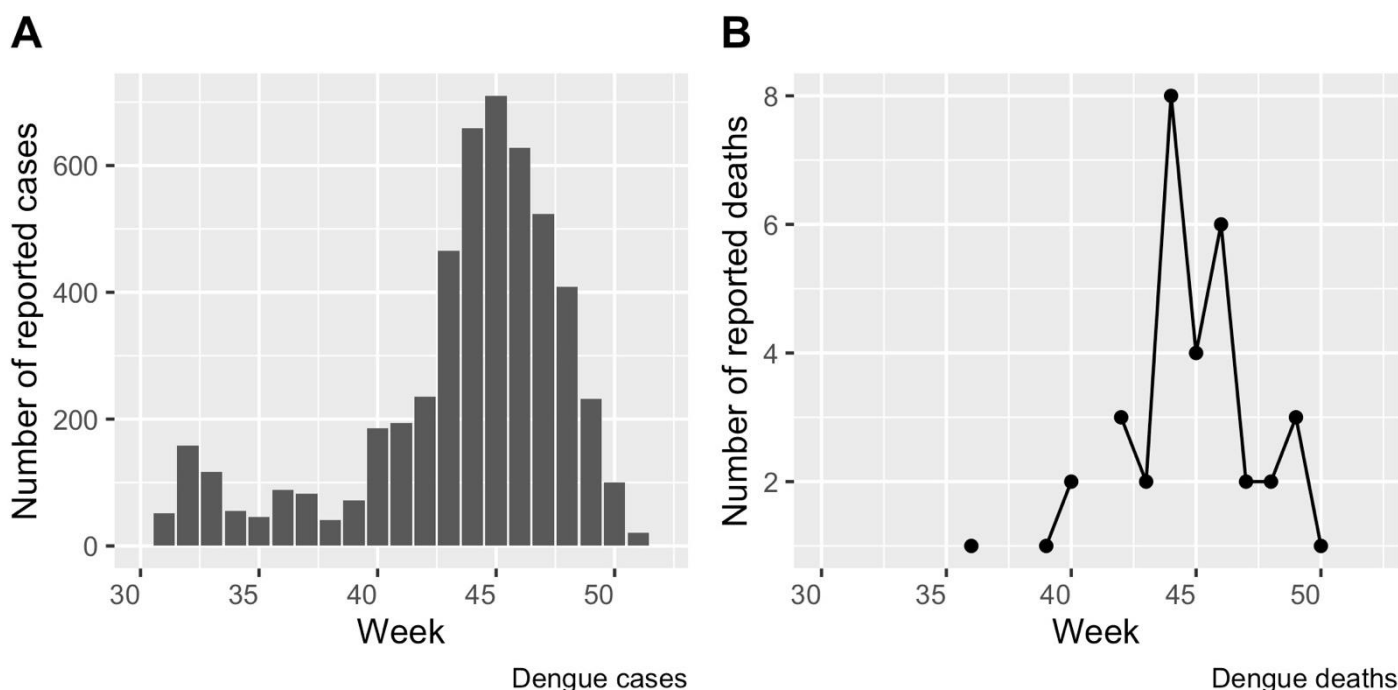 A
Number of reported cases
600
400
200
0
30 35 40 45 50
Week
Dengue cases
B
Number of reported deaths
8
6
4
2
30 35 40 45 50
Week
Dengue deaths